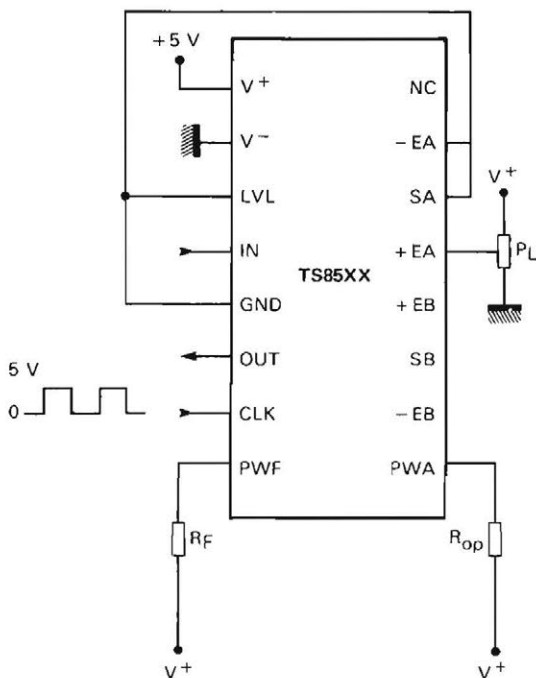 +5 V
V+
NC
V−
−EA
LVL
SA
V+
IN
+EA
PL
TS85XX
GND
+EB
OUT
SB
5 V
0
CLK
−EB
PWF
PWA
RF
Rop
V+
V+